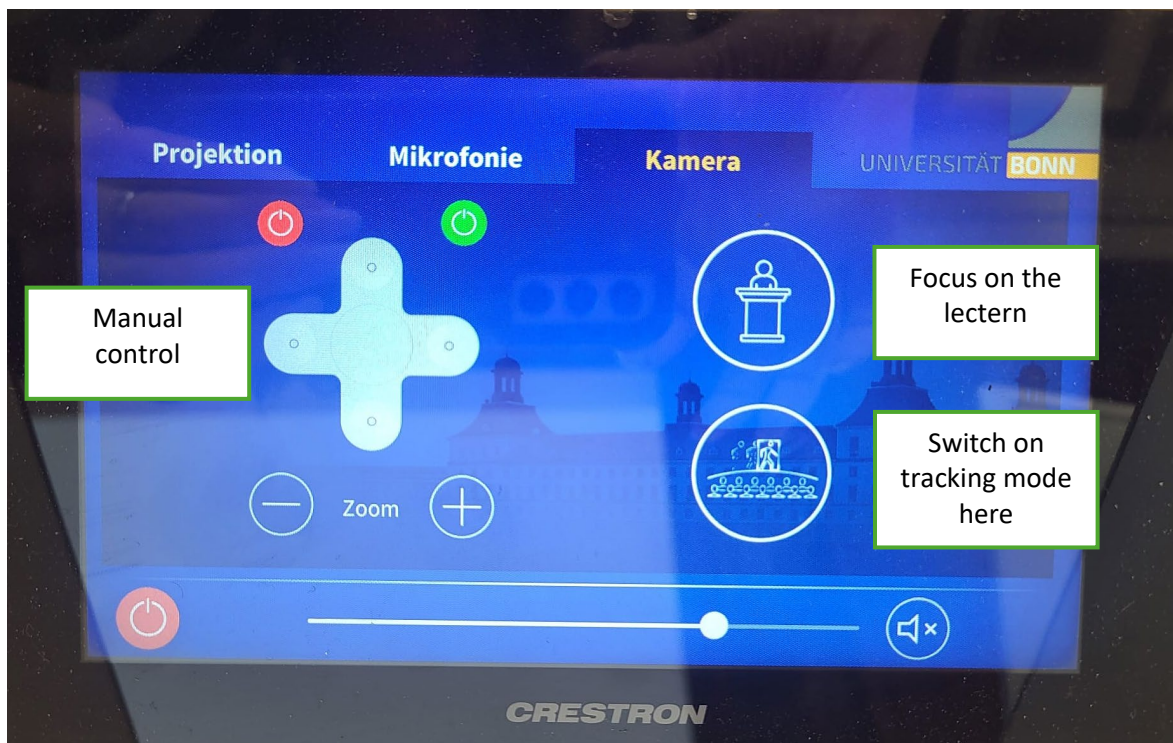 Projektion
Mikrofonie
Kamera
UNIVERSITÄT BONN
Manual
control
Focus on the
lectern
Switch on
tracking mode
here
Zoom
CRESTRON